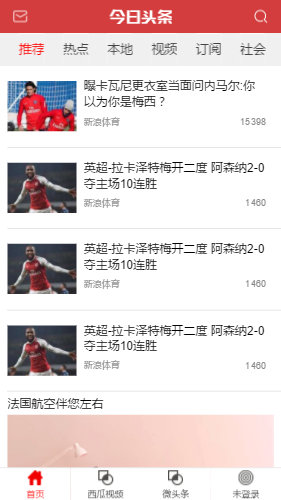 今日头条
推荐 热点 本地 视频 订阅 社会
曝卡瓦尼更衣室当面问内马尔:你
以为你是梅西？
新浪体育 15398
英超-拉卡泽特梅开二度 阿森纳2-0
夺主场10连胜
新浪体育 1460
英超-拉卡泽特梅开二度 阿森纳2-0
夺主场10连胜
新浪体育 1460
英超-拉卡泽特梅开二度 阿森纳2-0
夺主场10连胜
新浪体育 1460
法国航空伴您左右
首页 西瓜视频 微头条 未登录